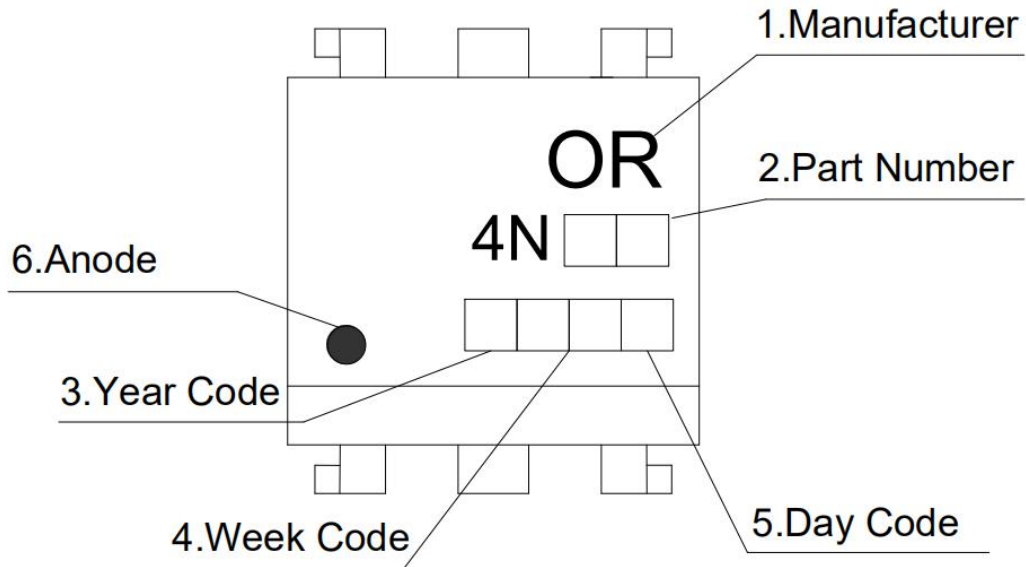 1.Manufacturer
OR
2.Part Number
4N
6.Anode
3.Year Code
4.Week Code
5.Day Code